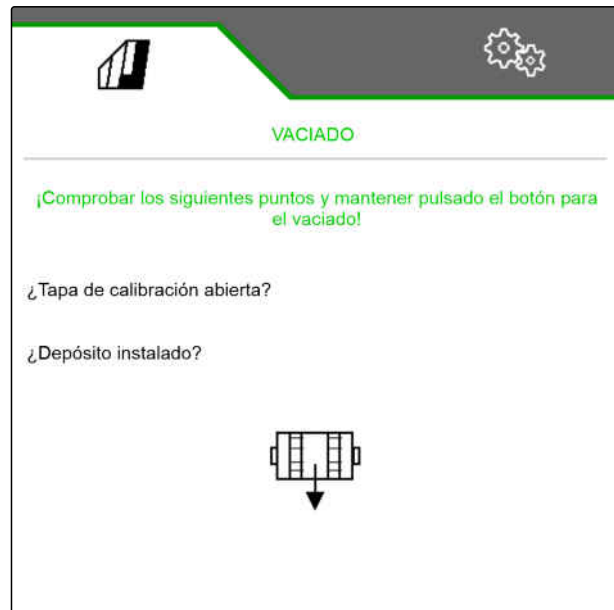 VACIADO
¡Comprobar los siguientes puntos y mantener pulsado el botón para
el vaciado!
¿Tapa de calibración abierta?
¿Depósito instalado?